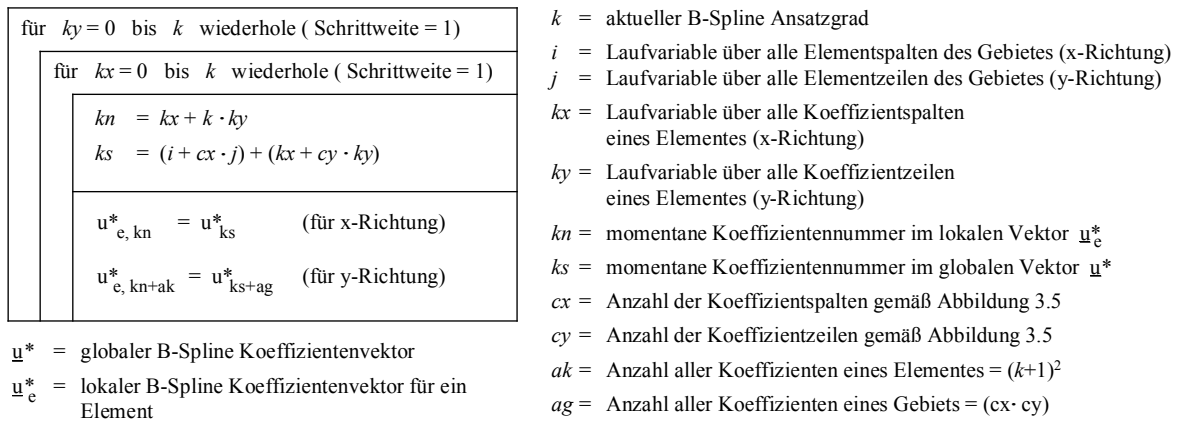 für ky = 0 bis k wiederhole ( Schrittweite = 1)
für kx = 0 bis k wiederhole ( Schrittweite = 1)
kn = kx + k · ky
ks = (i + cx · j) + (kx + cy · ky)
u*e, kn = u*ks (für x-Richtung)
u*e, kn+ak = u*ks+ag (für y-Richtung)
u* = globaler B-Spline Koeffizientenvektor
u*e = lokaler B-Spline Koeffizientenvektor für ein
Element
k = aktueller B-Spline Ansatzgrad
i = Laufvariable über alle Elementspalten des Gebietes (x-Richtung)
j = Laufvariable über alle Elementzeilen des Gebietes (y-Richtung)
kx = Laufvariable über alle Koeffizientspalten
eines Elementes (x-Richtung)
ky = Laufvariable über alle Koeffizientzeilen
eines Elementes (y-Richtung)
kn = momentane Koeffizientennummer im lokalen Vektor u*e
ks = momentane Koeffizientennummer im globalen Vektor u*
cx = Anzahl der Koeffizientspalten gemäß Abbildung 3.5
cy = Anzahl der Koeffizientzeilen gemäß Abbildung 3.5
ak = Anzahl aller Koeffizienten eines Elementes = (k+1)²
ag = Anzahl aller Koeffizienten eines Gebiets = (cx· cy)